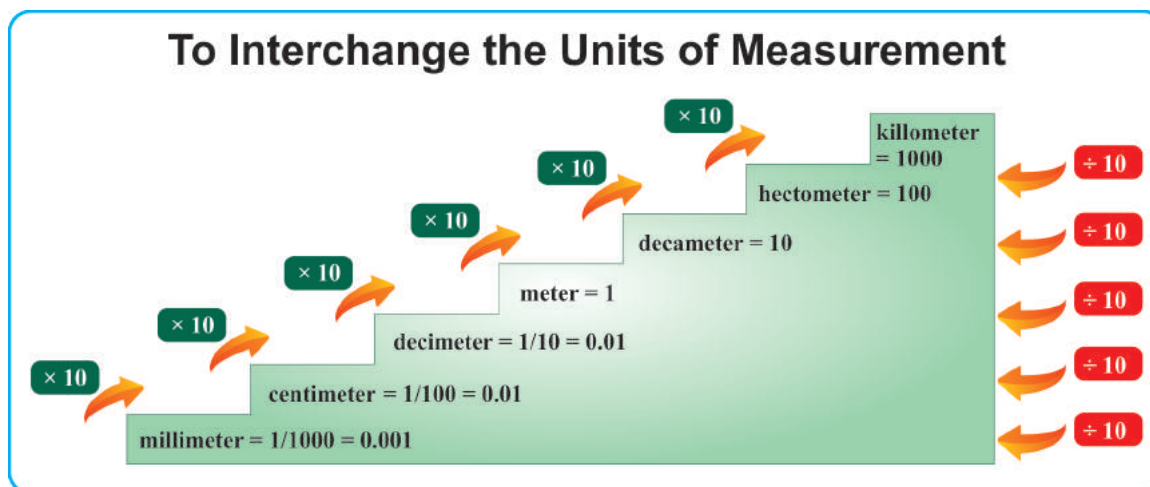 To Interchange the Units of Measurement
× 10
killometer
= 1000
÷ 10
× 10
hectometer = 100
÷ 10
× 10
decameter = 10
÷ 10
× 10
meter = 1
÷ 10
× 10
decimeter = 1/10 = 0.01
÷ 10
× 10
centimeter = 1/100 = 0.01
millimeter = 1/1000 = 0.001